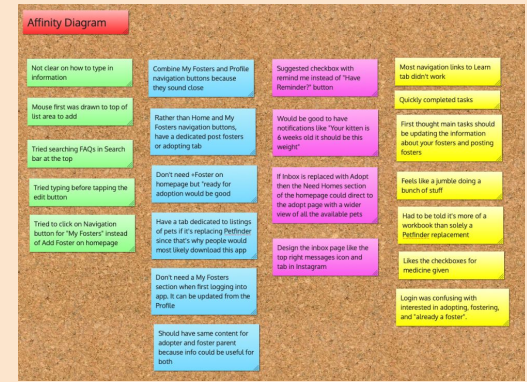 Affinity Diagram
Not clear on how to type in
information
Mouse first was drawn to top of
list area to add
Tried searching FAQs in Search
bar at the top
Tried typing before tapping the
edit button
Tried to click on Navigation
button for "My Fosters" instead
of Add Foster on homepage
Combine My Fosters and Profile
navigation buttons because
they sound close
Rather than Home and My
Fosters navigation buttons,
have a dedicated post fosters
or adopting tab
Don't need +Foster on
homepage but "ready for
adoption would be good
Have a tab dedicated to listings
of pets if it's replacing Petfinder
since that's why people would
most likely download this app
Don't need a My Fosters
section when first logging into
app. It can be updated from the
Profile
Should have same content for
adopter and foster parent
because info could be useful for
both
Suggested checkbox with
remind me instead of "Have
Reminder?" button
Would be good to have
notifications like "Your kitten is
6 weeks old it should be this
weight"
If Inbox is replaced with Adopt
then the Need Homes section
of the homepage could direct to
the adopt page with a wider
view of all the available pets
Design the inbox page like the
top right messages icon and
tab in Instagram
Most navigation links to Learn
tab didn't work
Quickly completed tasks
First thought main tasks should
be updating the information
about your fosters and posting
fosters
Feels like a jumble doing a
bunch of stuff
Had to be told it's more of a
workbook than solely a
Petfinder replacement
Likes the checkboxes for
medicine given
Login was confusing with
interested in adopting, fostering,
and "already a foster".